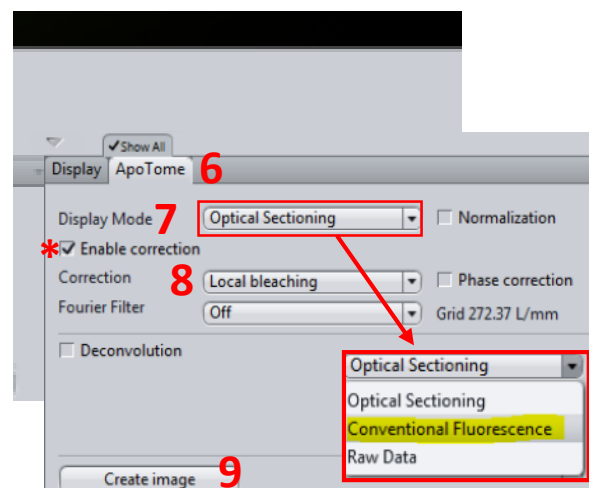 ✓Show All
Display ApoTome 6
Display Mode 7 Optical Sectioning Normalization
* Enable correction
Correction 8 Local bleaching Phase correction
Fourier Filter Off Grid 272.37 L/mm
Deconvolution
Optical Sectioning
Optical Sectioning
Conventional Fluorescence
Raw Data
Create image 9